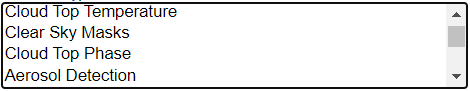 Cloud Top Temperature
Clear Sky Masks
Cloud Top Phase
Aerosol Detection